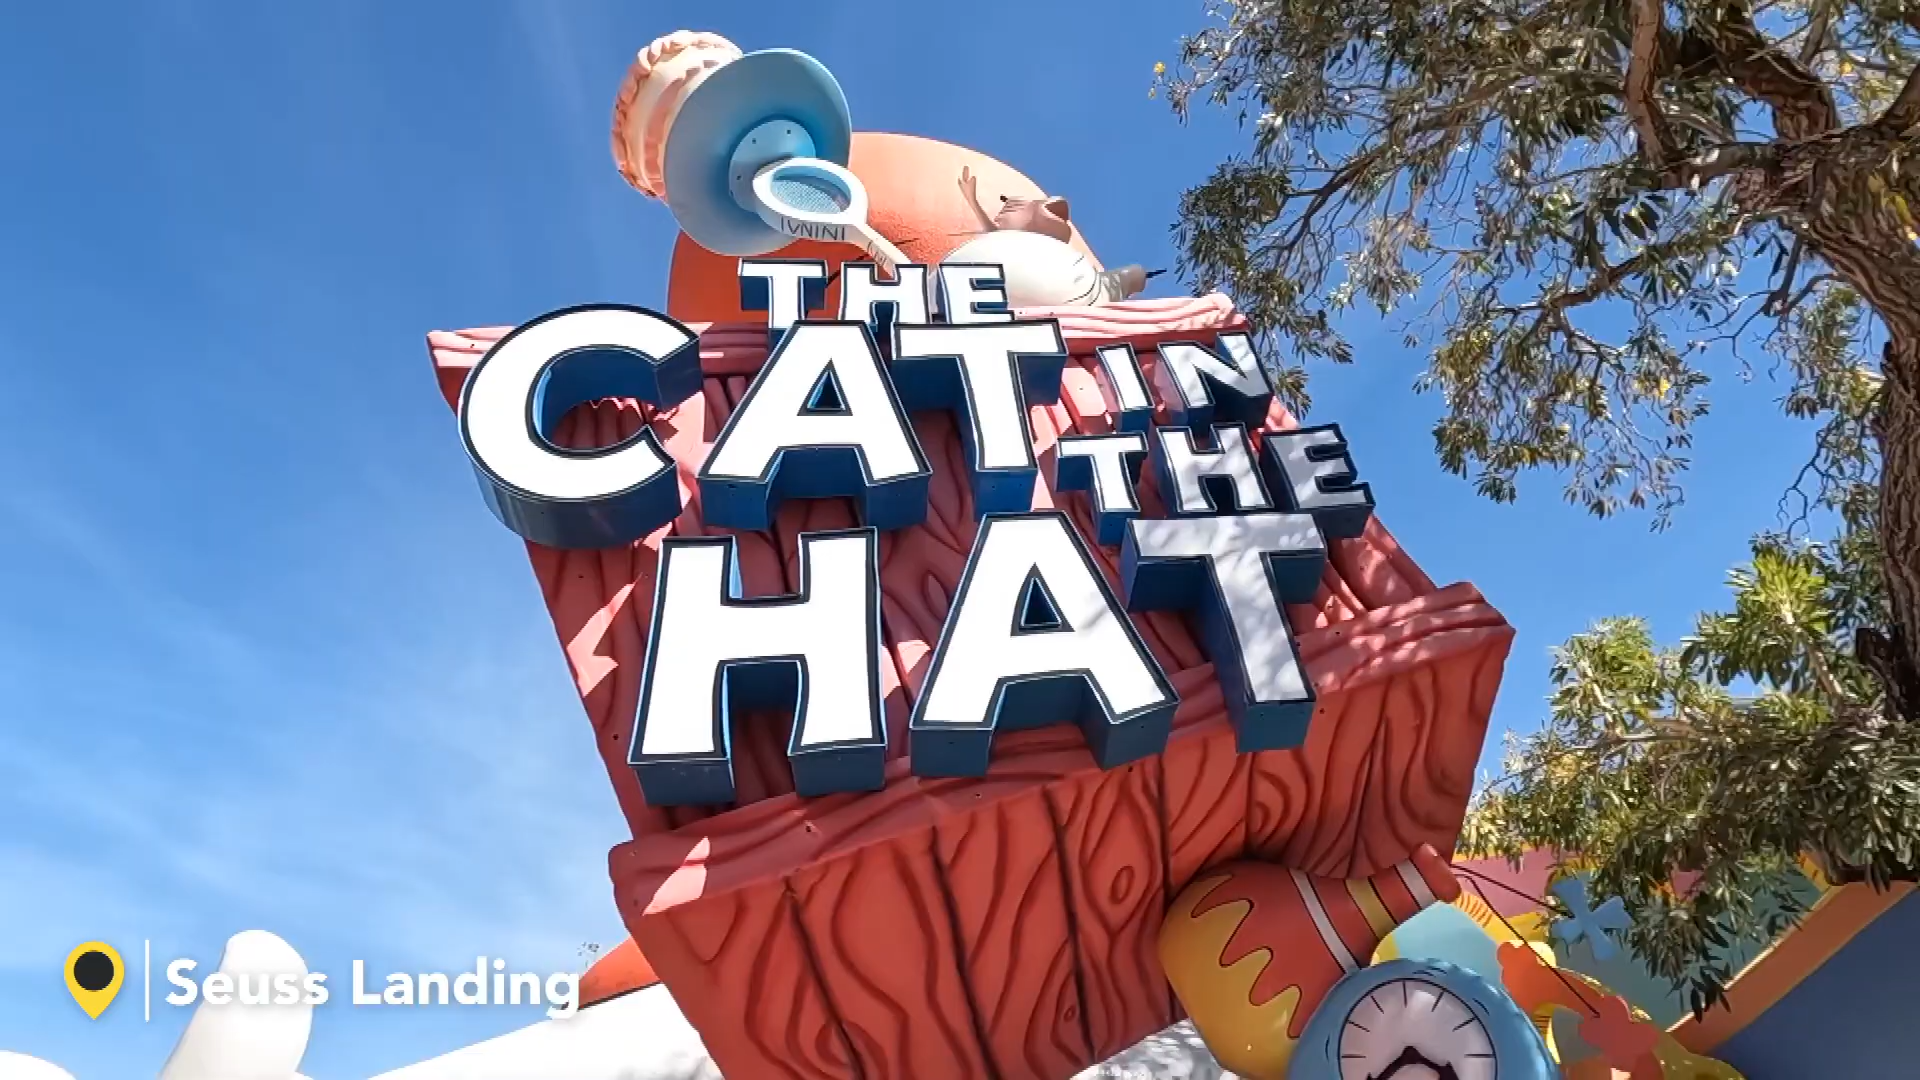 THE
CAT IN
THE
HAT
Seuss Landing